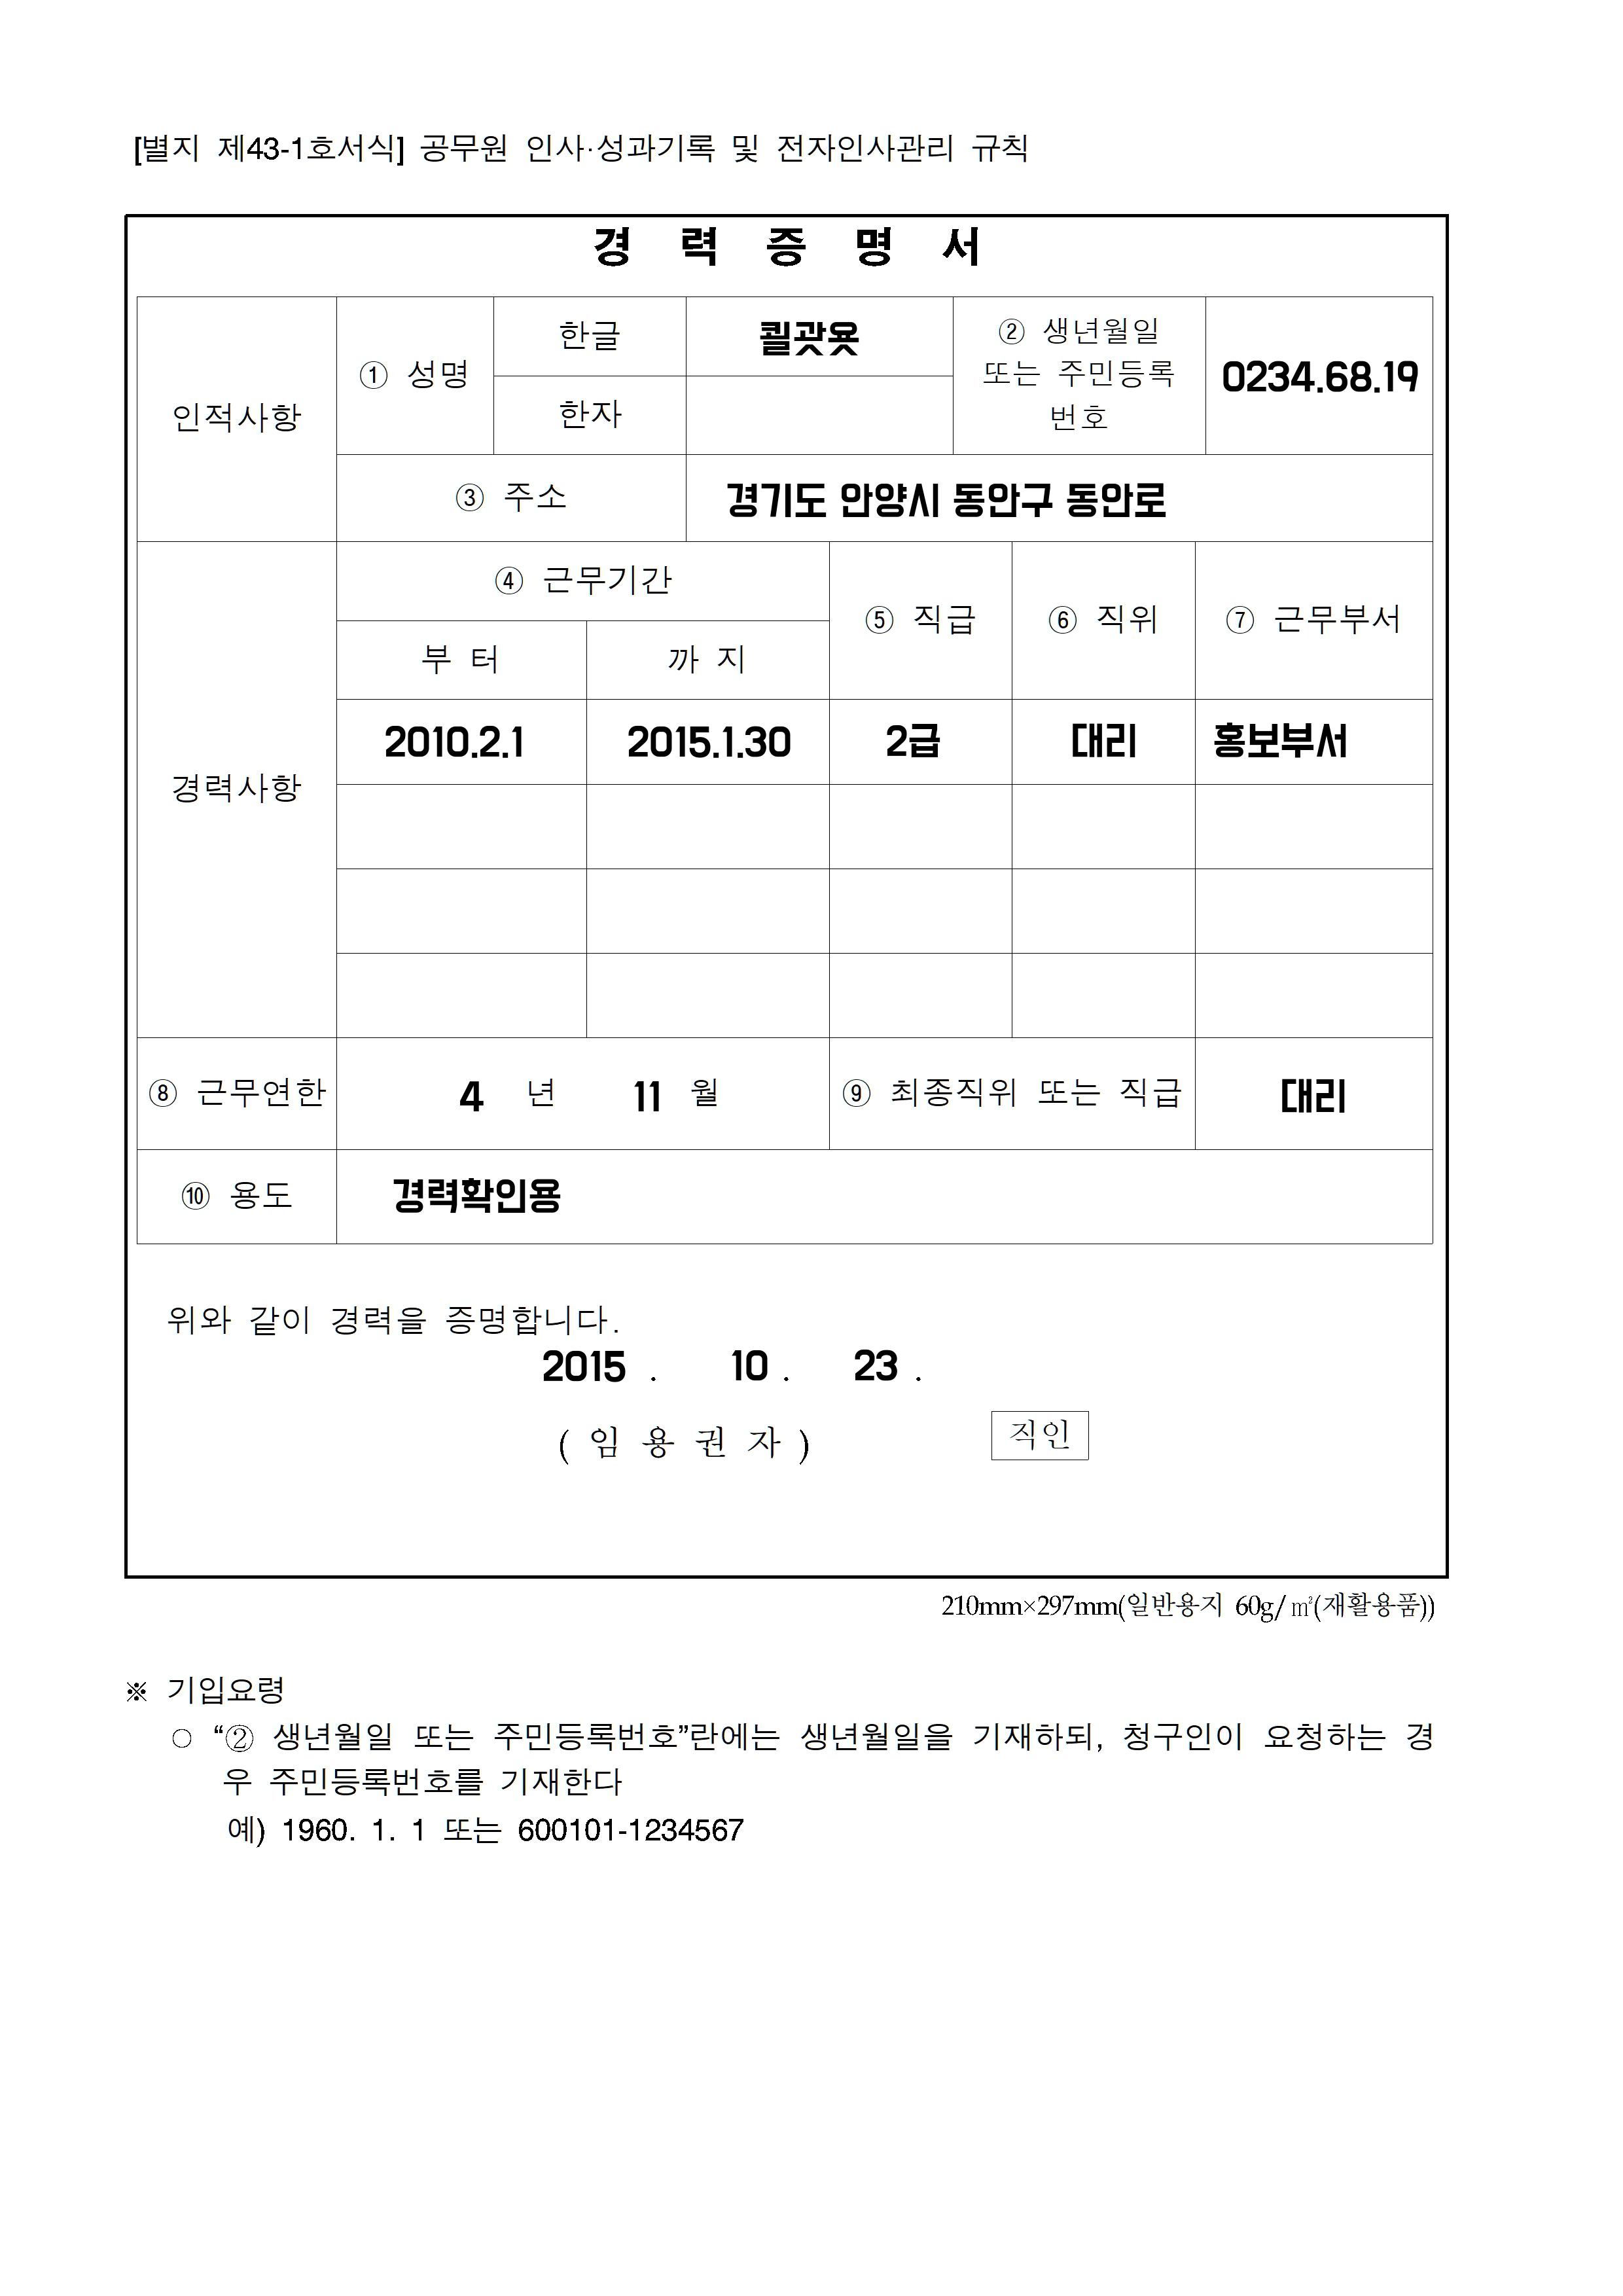 [별지 제43-1호서식] 공무원 인사·성과기록 및 전자인사관리 규칙
경 력 증 명 서
인적사항
① 성명
한글
쾰괏욧
② 생년월일
또는 주민등록
번호
0234.68.19
한자
③ 주소
경기도 안양시 동안구 동안로
경력사항
④ 근무기간
⑤ 직급
⑥ 직위
⑦ 근무부서
부 터
까 지
2010.2.1
2015.1.30
2급
대리
홍보부서
⑧ 근무연한
4 년 11 월
⑨ 최종직위 또는 직급
대리
⑩ 용도
경력확인용
위와 같이 경력을 증명합니다.
2015 . 10 . 23 .
( 임 용 권 자 )
직인
210mm×297mm(일반용지 60g/㎡(재활용품))
※ 기입요령
○ “② 생년월일 또는 주민등록번호”란에는 생년월일을 기재하되, 청구인이 요청하는 경
우 주민등록번호를 기재한다
예) 1960. 1. 1 또는 600101-1234567